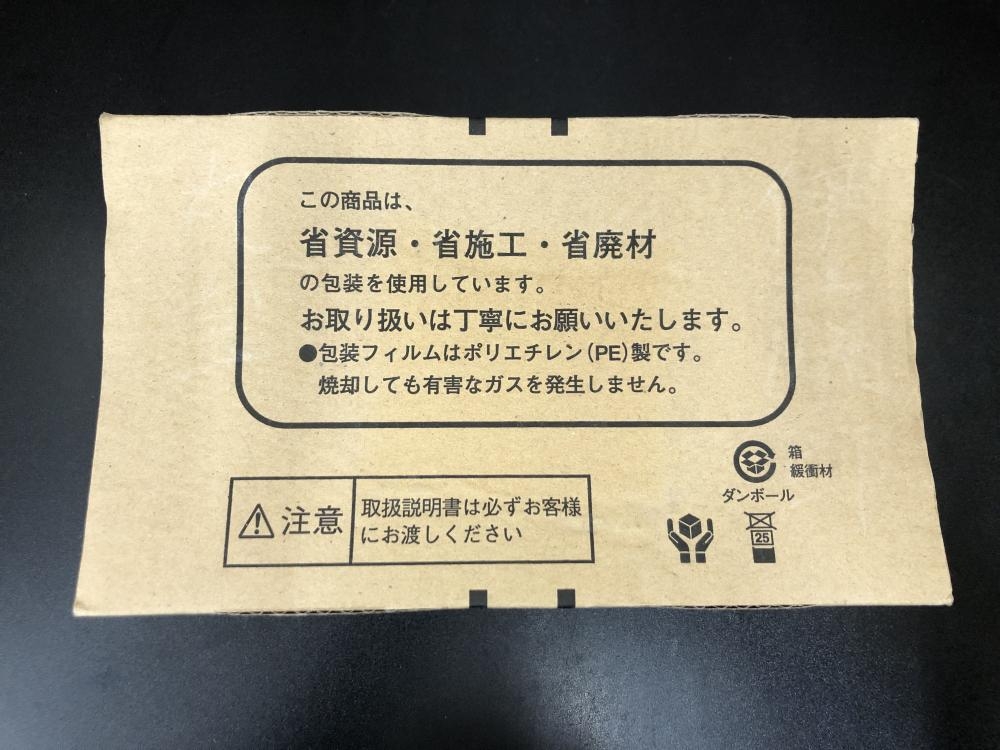 この商品は、
省資源・省施工・省廃材
の包装を使用しています。
お取り扱いは丁寧にお願いいたします。
●包装フィルムはポリエチレン(PE)製です。
焼却しても有害なガスを発生しません。
箱
緩衝材
ダンボール
注意
取扱説明書は必ずお客様
にお渡しください
25